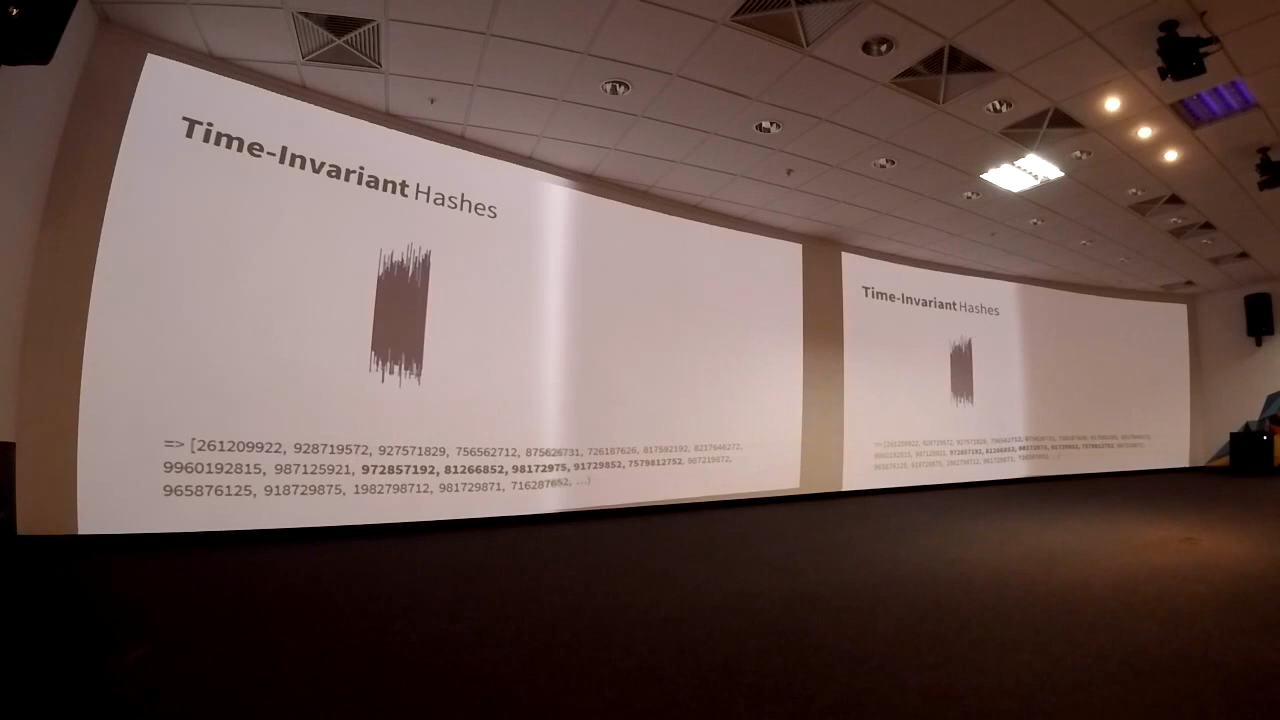 Time-Invariant Hashes
=> [261209922, 928719572, 927571829, 756562712, 875626731, 726187626, 817592192, 8217646272,
9960192815, 987125921, 972857192, 81266852, 98172975, 91729852, 7579812752, 987219872,
965876125, 918729875, 1982798712, 981729871, 716287652, ...]
Time-Invariant Hashes